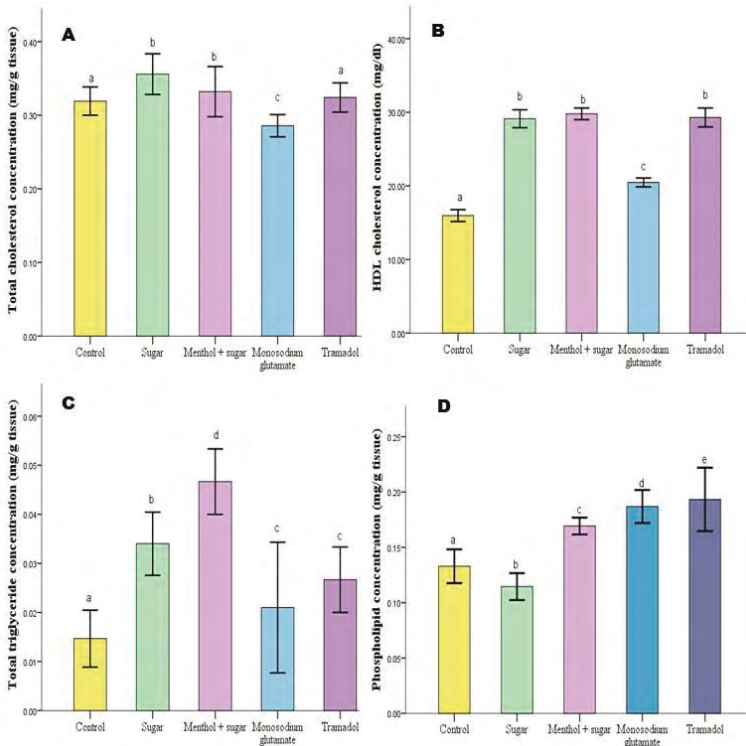 A
Total cholesterol concentration (mg/g tissue)
0.40
0.30
0.20
0.10
0.00
a
b
b
c
a
Control
Sugar
Menthol + sugar
Monosodium
glutamate
Tramadol
B
HDL cholesterol concentration (mg/dl)
40.00
30.00
20.00
10.00
0.00
a
b
b
c
b
Control
Sugar
Menthol + sugar
Monosodium
glutamate
Tramadol
C
Total triglyceride concentration (mg/g tissue)
0.06
0.05
0.04
0.03
0.02
0.01
0.00
a
b
d
c
c
Control
Sugar
Menthol + sugar
Monosodium
glutamate
Tramadol
D
Phospholipid concentration (mg/g tissue)
0.25
0.20
0.15
0.10
0.05
0.00
a
b
c
d
e
Control
Sugar
Menthol + sugar
Monosodium
glutamate
Tramadol